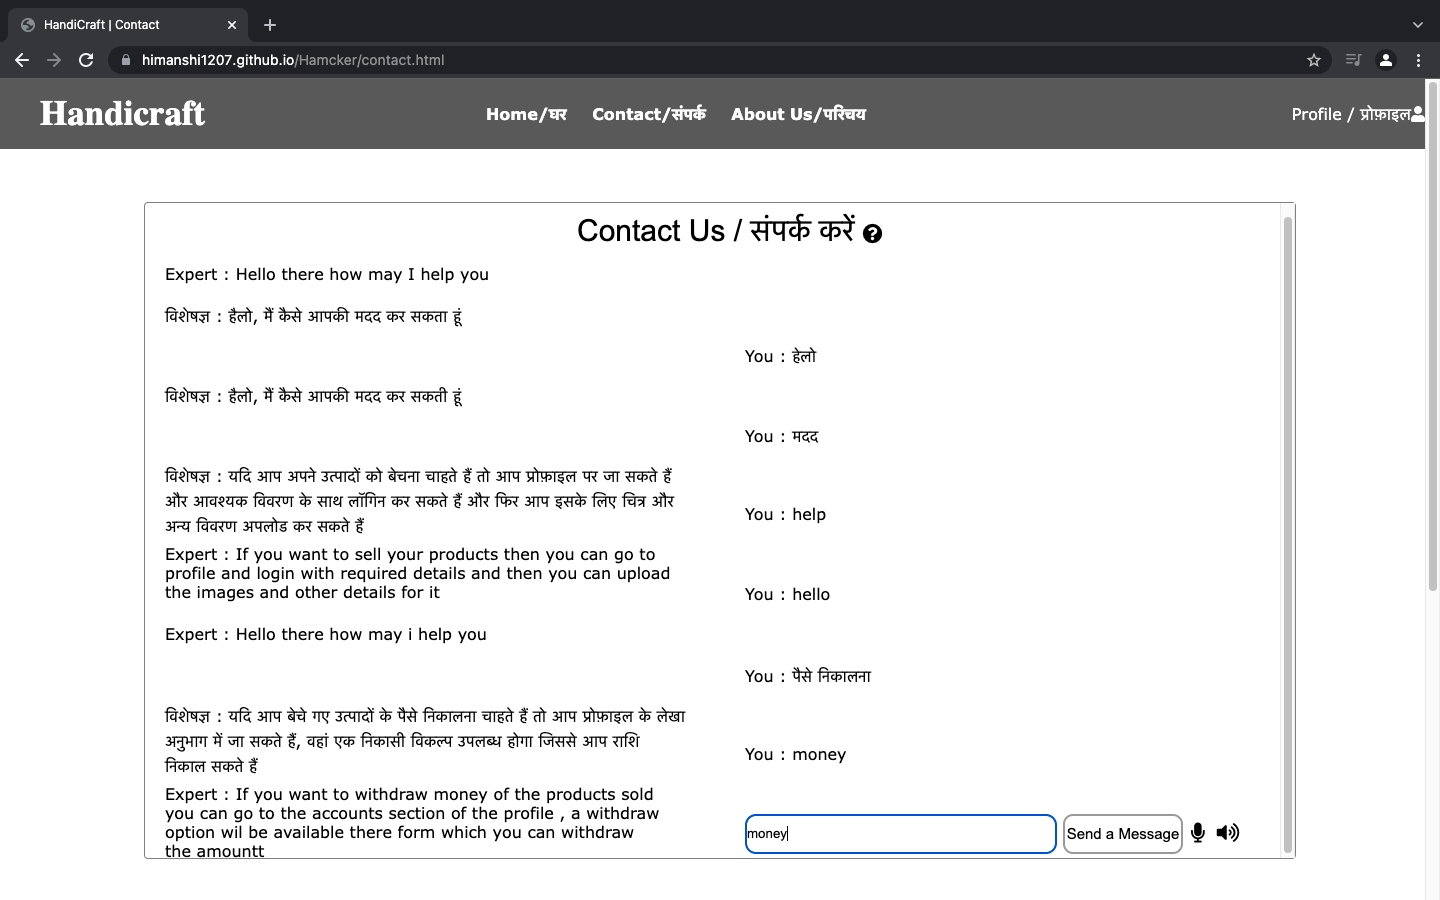 HandiCraft | Contact
himanshi1207.github.io/Hamcker/contact.html
Handicraft
Home/घर
Contact/संपर्क
About Us/परिचय
Profile / प्रोफ़ाइल
Contact Us / संपर्क करें
Expert : Hello there how may I help you
विशेषज्ञ : हैलो, मैं कैसे आपकी मदद कर सकता हूं
You : हेलो
विशेषज्ञ : हैलो, मैं कैसे आपकी मदद कर सकती हूं
You : मदद
विशेषज्ञ : यदि आप अपने उत्पादों को बेचना चाहते हैं तो आप प्रोफ़ाइल पर जा सकते हैं
और आवश्यक विवरण के साथ लॉगिन कर सकते हैं और फिर आप इसके लिए चित्र और
अन्य विवरण अपलोड कर सकते हैं
You : help
Expert : If you want to sell your products then you can go to
profile and login with required details and then you can upload
the images and other details for it
You : hello
Expert : Hello there how may i help you
You : पैसे निकालना
विशेषज्ञ : यदि आप बेचे गए उत्पादों के पैसे निकालना चाहते हैं तो आप प्रोफ़ाइल के लेखा
अनुभाग में जा सकते हैं, वहां एक निकासी विकल्प उपलब्ध होगा जिससे आप राशि
निकाल सकते हैं
You : money
Expert : If you want to withdraw money of the products sold
you can go to the accounts section of the profile , a withdraw
option wil be available there form which you can withdraw
the amountt
money
Send a Message